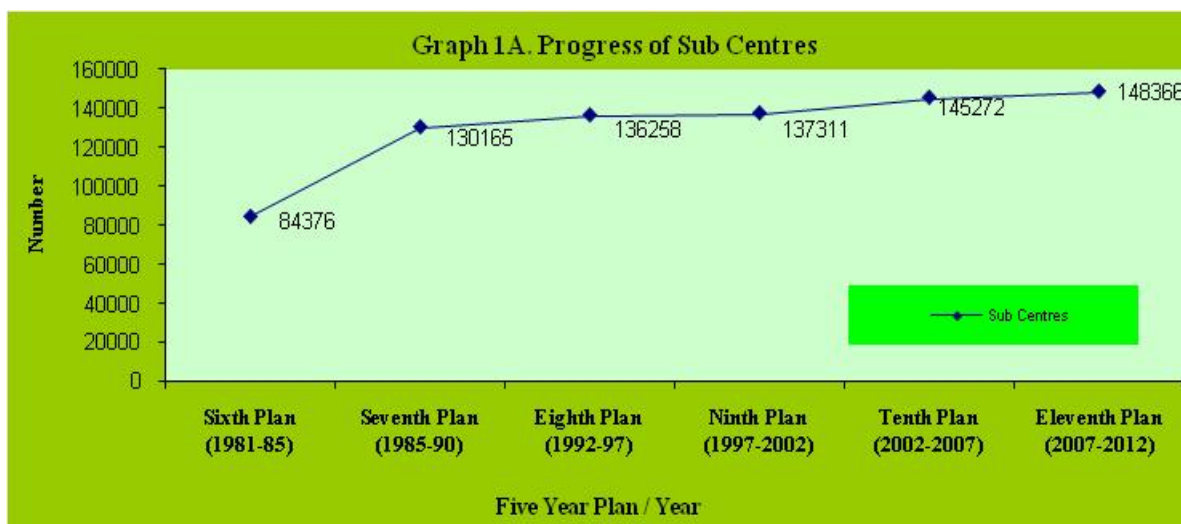 Graph 1A. Progress of Sub Centres
160000
140000
120000
100000
80000
60000
40000
20000
0
Number
84376
130165
136258
137311
145272
148366
Sub Centres
Sixth Plan Seventh Plan Eighth Plan Ninth Plan Tenth Plan Eleventh Plan
(1981-85) (1985-90) (1992-97) (1997-2002) (2002-2007) (2007-2012)
Five Year Plan / Year